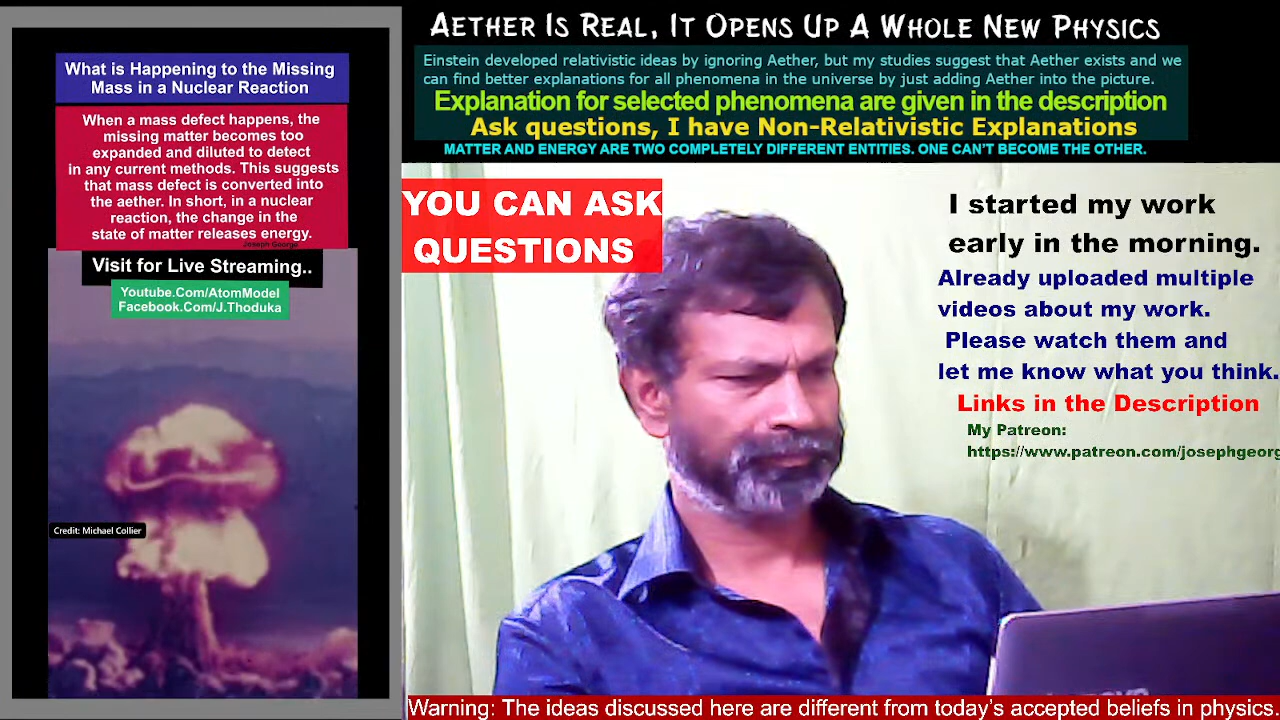 What is Happening to the Missing
Mass in a Nuclear Reaction
When a mass defect happens, the
missing matter becomes too
expanded and diluted to detect
in any current methods. This suggests
that mass defect is converted into
the aether. In short, in a nuclear
reaction, the change in the
state of matter releases energy.
Joseph George
Visit for Live Streaming..
Youtube.Com/AtomModel
Facebook.Com/J.Thoduka
Credit: Michael Collier
Aether Is Real, It Opens Up A Whole New Physics
Einstein developed relativistic ideas by ignoring Aether, but my studies suggest that Aether exists and we
can find better explanations for all phenomena in the universe by just adding Aether into the picture.
Explanation for selected phenomena are given in the description
Ask questions, I have Non-Relativistic Explanations
MATTER AND ENERGY ARE TWO COMPLETELY DIFFERENT ENTITIES. ONE CAN'T BECOME THE OTHER.
YOU CAN ASK
QUESTIONS
I started my work
early in the morning.
Already uploaded multiple
videos about my work.
Please watch them and
let me know what you think.
Links in the Description
My Patreon:
https://www.patreon.com/josephgeorg
Warning: The ideas discussed here are different from today's accepted beliefs in physics.